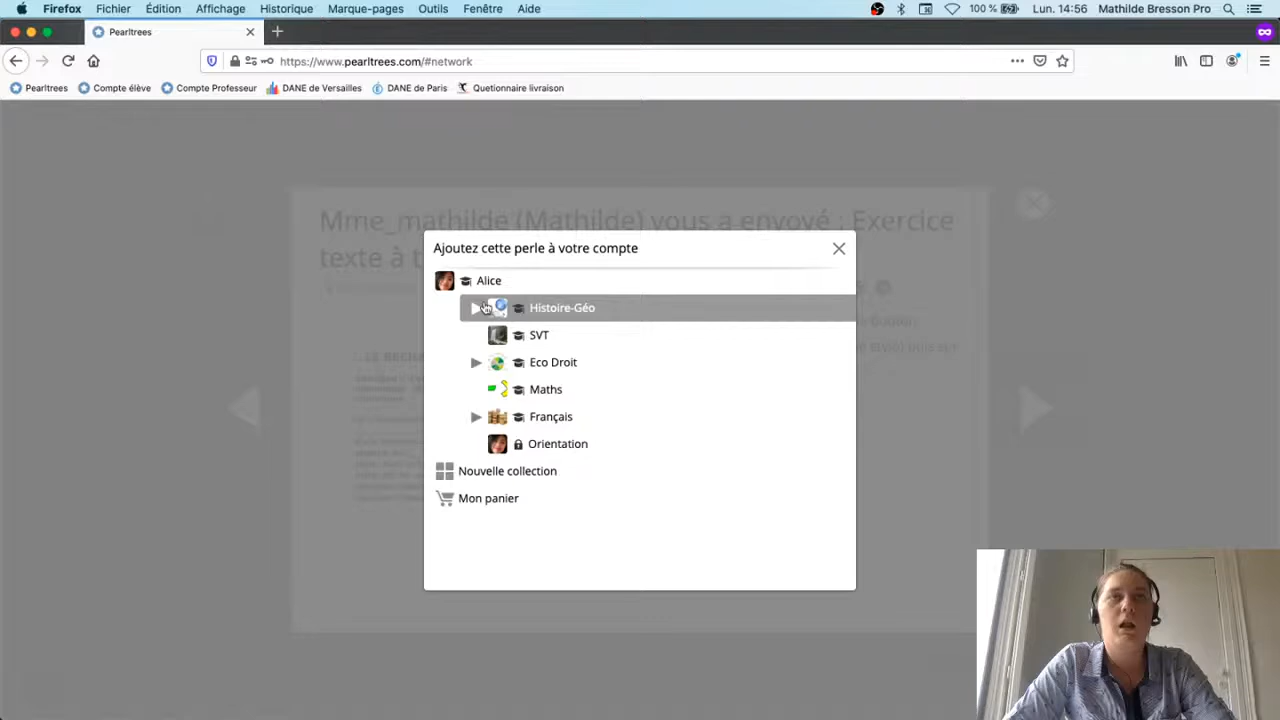 Firefox Fichier Édition Affichage Historique Marque-pages Outils Fenêtre Aide 100 % Lun. 14:56 Mathilde Bresson Pro
Pearltrees
https://www.pearltrees.com/#network
Pearltrees Compte élève Compte Professeur DANE de Versailles DANE de Paris Quetionnaire livraison
Mme_mathilde (Mathilde) vous a envoyé : Exercice
texte à t
Ajoutez cette perle à votre compte
Alice
Histoire-Géo
SVT
Eco Droit
Maths
Français
Orientation
Nouvelle collection
Mon panier